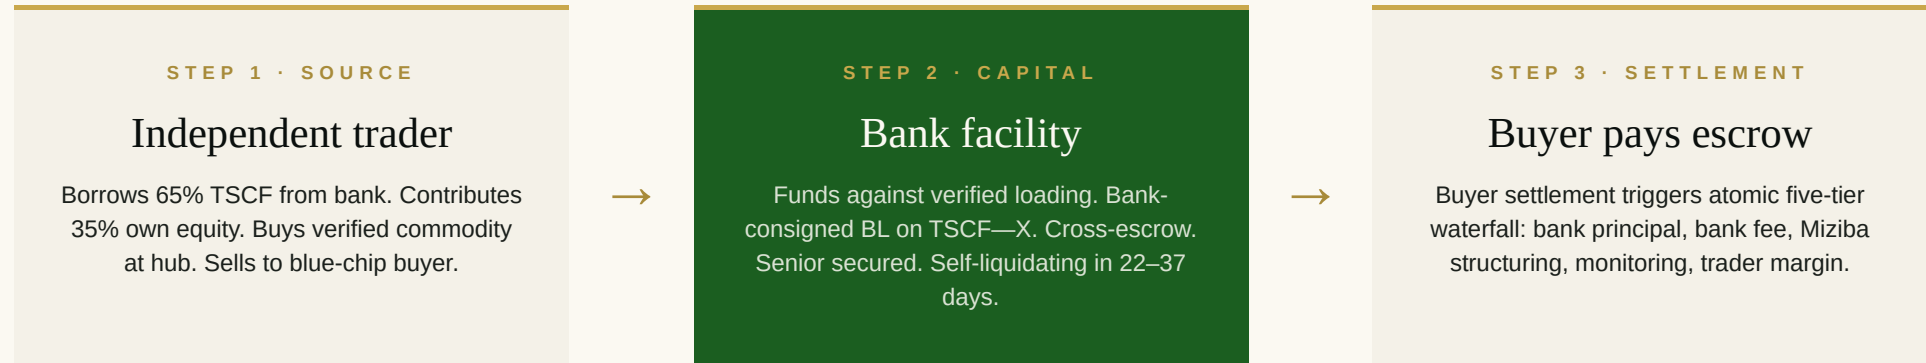 STEP 1 · SOURCE
Independent trader
Borrows 65% TSCF from bank. Contributes
35% own equity. Buys verified commodity
at hub. Sells to blue-chip buyer.
→
STEP 2 · CAPITAL
Bank facility
Funds against verified loading. Bank-
consigned BL on TSCF—X. Cross-escrow.
Senior secured. Self-liquidating in 22–37
days.
→
STEP 3 · SETTLEMENT
Buyer pays escrow
Buyer settlement triggers atomic five-tier
waterfall: bank principal, bank fee, Miziba
structuring, monitoring, trader margin.